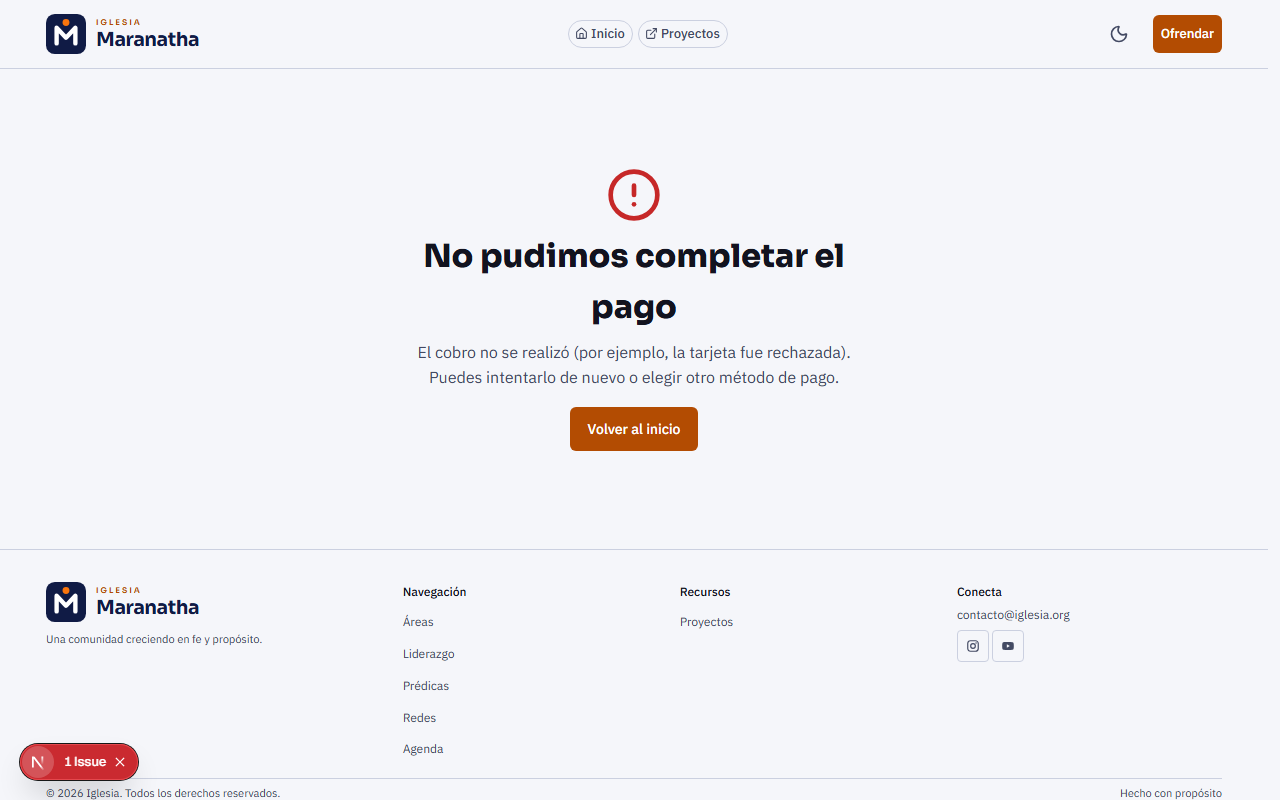 IGLESIA
Maranatha
Inicio
Proyectos
Ofrendar
No pudimos completar el
pago
El cobro no se realizó (por ejemplo, la tarjeta fue rechazada).
Puedes intentarlo de nuevo o elegir otro método de pago.
Volver al inicio
IGLESIA
Maranatha
Una comunidad creciendo en fe y propósito.
Navegación
Áreas
Liderazgo
Prédicas
Redes
Agenda
Recursos
Proyectos
Conecta
contacto@iglesia.org
1 Issue
© 2026 Iglesia. Todos los derechos reservados.
Hecho con propósito